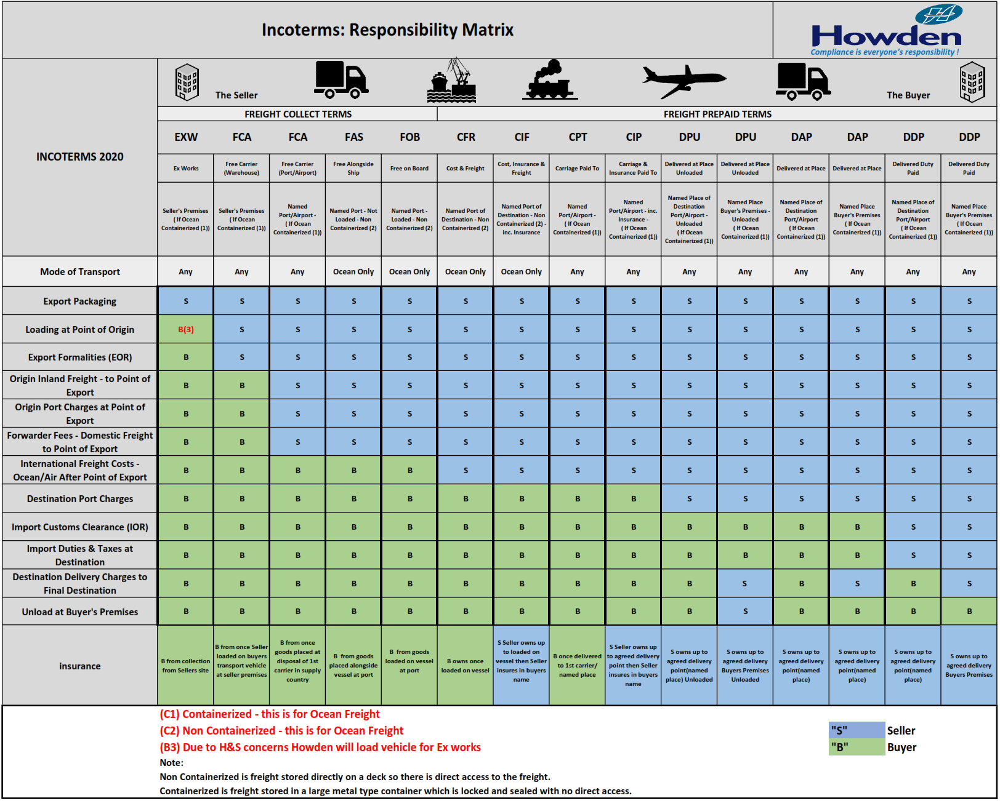 Incoterms: Responsibility Matrix
Howden
Compliance is everyone's responsibility !
INCOTERMS 2020
The Seller
The Buyer
FREIGHT COLLECT TERMS
FREIGHT PREPAID TERMS
EXW FCA FCA FAS FOB CFR CIF CPT CIP DPU DPU DAP DAP DDP DDP
Ex Works
Free Carrier
(Warehouse)
Free Carrier
(Port/Airport)
Free Alongside
Ship
Free on Board
Cost & Freight
Cost, Insurance &
Freight
Carriage Paid To
Carriage &
Insurance Paid To
Delivered at Place
Unloaded
Delivered at Place
Unloaded
Delivered at Place
Delivered at Place
Delivered Duty
Paid
Delivered Duty
Paid
Seller's Premises
( If Ocean
Containerized (1))
Seller's Premises
( If Ocean
Containerized (1))
Named
Port/Airport -
( If Ocean
Containerized (1))
Named Port - Not
Loaded - Non
Containerized (2)
Named Port -
Loaded - Non
Containerized (2)
Named Port of
Destination - Non
Containerized (2)
Named Port of
Destination - Non
Containerized (2) -
inc. Insurance
Named
Port/Airport -
( If Ocean
Containerized (1))
Named
Port/Airport - inc.
Insurance -
( If Ocean
Containerized (1))
Named Place of
Destination
Port/Airport -
Unloaded
( If Ocean
Containerized (1))
Named Place
Buyer's Premises -
Unloaded
( If Ocean
Containerized (1))
Named Place of
Destination
Port/Airport
( If Ocean
Containerized (1))
Named Place
Buyer's Premises
( If Ocean
Containerized (1))
Named Place of
Destination
Port/Airport
( If Ocean
Containerized (1))
Named Place
Buyer's Premises
( If Ocean
Containerized (1))
Mode of Transport Any Any Any Ocean Only Ocean Only Ocean Only Ocean Only Any Any Any Any Any Any Any Any
Export Packaging S S S S S S S S S S S S S S S
Loading at Point of Origin B(3) S S S S S S S S S S S S S S
Export Formalities (EOR) B S S S S S S S S S S S S S S
Origin Inland Freight - to Point of
Export B B S S S S S S S S S S S S S
Origin Port Charges at Point of
Export B B S S S S S S S S S S S S S
Forwarder Fees - Domestic Freight
to Point of Export B B S S S S S S S S S S S S S
International Freight Costs -
Ocean/Air After Point of Export B B B B B S S S S S S S S S S
Destination Port Charges B B B B B B B B B S S S S S S
Import Customs Clearance (IOR) B B B B B B B B B B B B B S S
Import Duties & Taxes at
Destination B B B B B B B B B B B B B S S
Destination Delivery Charges to
Final Destination B B B B B B B B B B S B S B S
Unload at Buyer's Premises B B B B B B B B B B S B B B B
insurance
B from collection
from Sellers site
B from once Seller
loaded on buyers
transport vehicle
at seller premises
B from once
goods placed at
disposal of 1st
carrier in supply
country
B from goods
placed alongside
vessel at port
B from goods
loaded on vessel
at port
B owns once
loaded on vessel
S Seller owns up
to loaded on
vessel then Seller
insures in buyers
name
B once delivered
to 1st carrier/
named place
S Seller owns up
to agreed delivery
point then Seller
insures in buyers
name
S owns up to
agreed delivery
point(named
place) Unloaded
S owns up to
agreed delivery
Buyers Premises
Unloaded
S owns up to
agreed delivery
point(named
place)
S owns up to
agreed delivery
point(named
place)
S owns up to
agreed delivery
point(named
place)
S owns up to
agreed delivery
Buyers Premises
(C1) Containerized - this is for Ocean Freight
(C2) Non Containerized - this is for Ocean Freight
(B3) Due to H&S concerns Howden will load vehicle for Ex works
Note:
Non Containerized is freight stored directly on a deck so there is direct access to the freight.
Containerized is freight stored in a large metal type container which is locked and sealed with no direct access.
"S" Seller
"B" Buyer